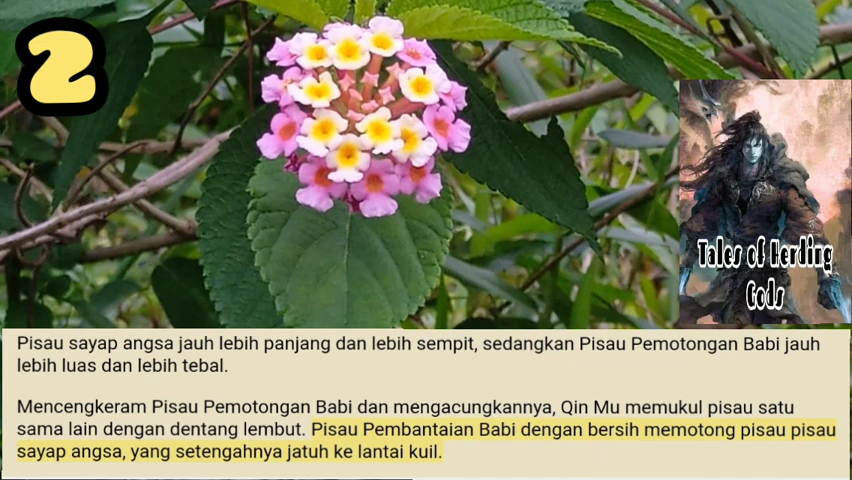 2
Tales of Herding
Gods
Pisau sayap angsa jauh lebih panjang dan lebih sempit, sedangkan Pisau Pemotongan Babi jauh
lebih luas dan lebih tebal.
Mencengkeram Pisau Pemotongan Babi dan mengacungkannya, Qin Mu memukul pisau satu
sama lain dengan dentang lembut. Pisau Pembantaian Babi dengan bersih memotong pisau pisau
sayap angsa, yang setengahnya jatuh ke lantai kuil.